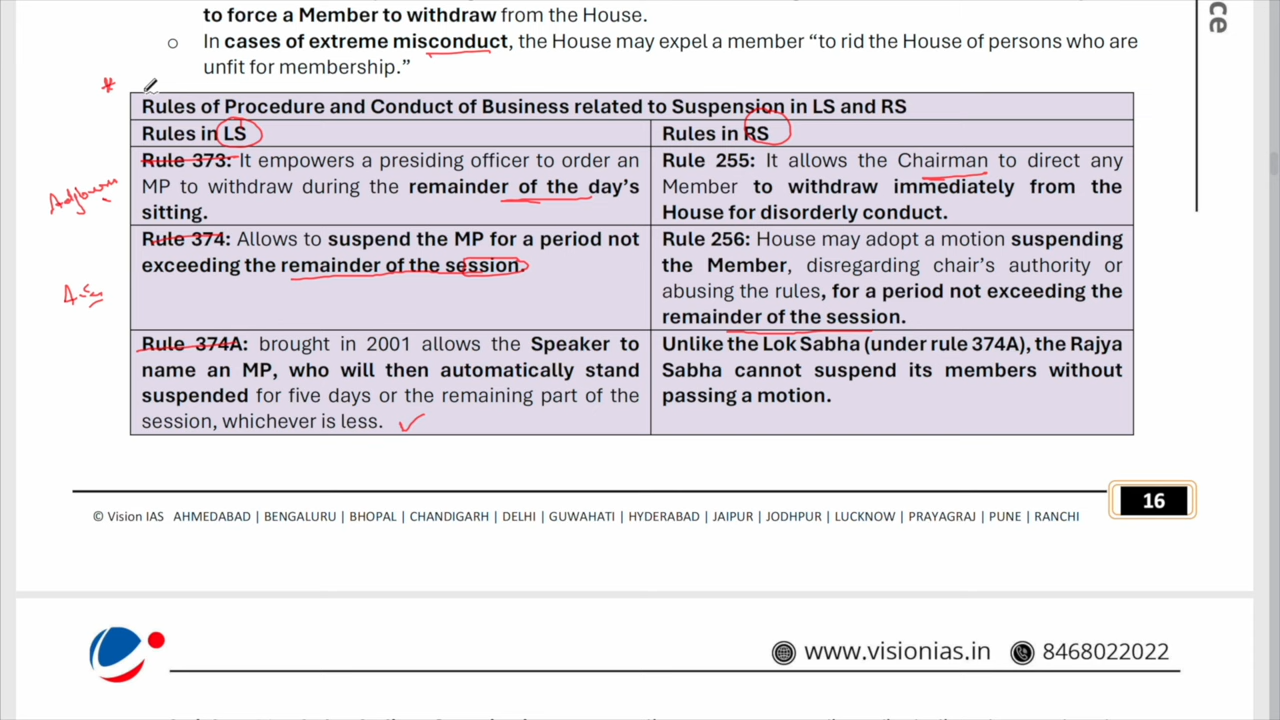 to force a Member to withdraw from the House.
o In cases of extreme misconduct, the House may expel a member “to rid the House of persons who are
unfit for membership.”
Rules of Procedure and Conduct of Business related to Suspension in LS and RS
Rules in LS
Rule 373: It empowers a presiding officer to order an
MP to withdraw during the remainder of the day’s
sitting.
Rules in RS
Rule 255: It allows the Chairman to direct any
Member to withdraw immediately from the
House for disorderly conduct.
Rule 374: Allows to suspend the MP for a period not
exceeding the remainder of the session.
Rule 256: House may adopt a motion suspending
the Member, disregarding chair’s authority or
abusing the rules, for a period not exceeding the
remainder of the session.
Rule 374A: brought in 2001 allows the Speaker to
name an MP, who will then automatically stand
suspended for five days or the remaining part of the
session, whichever is less.
Unlike the Lok Sabha (under rule 374A), the Rajya
Sabha cannot suspend its members without
passing a motion.
16
© Vision IAS AHMEDABAD | BENGALURU | BHOPAL | CHANDIGARH | DELHI | GUWAHATI | HYDERABAD | JAIPUR | JODHPUR | LUCKNOW | PRAYAGRAJ | PUNE | RANCHI
www.visionias.in 8468022022